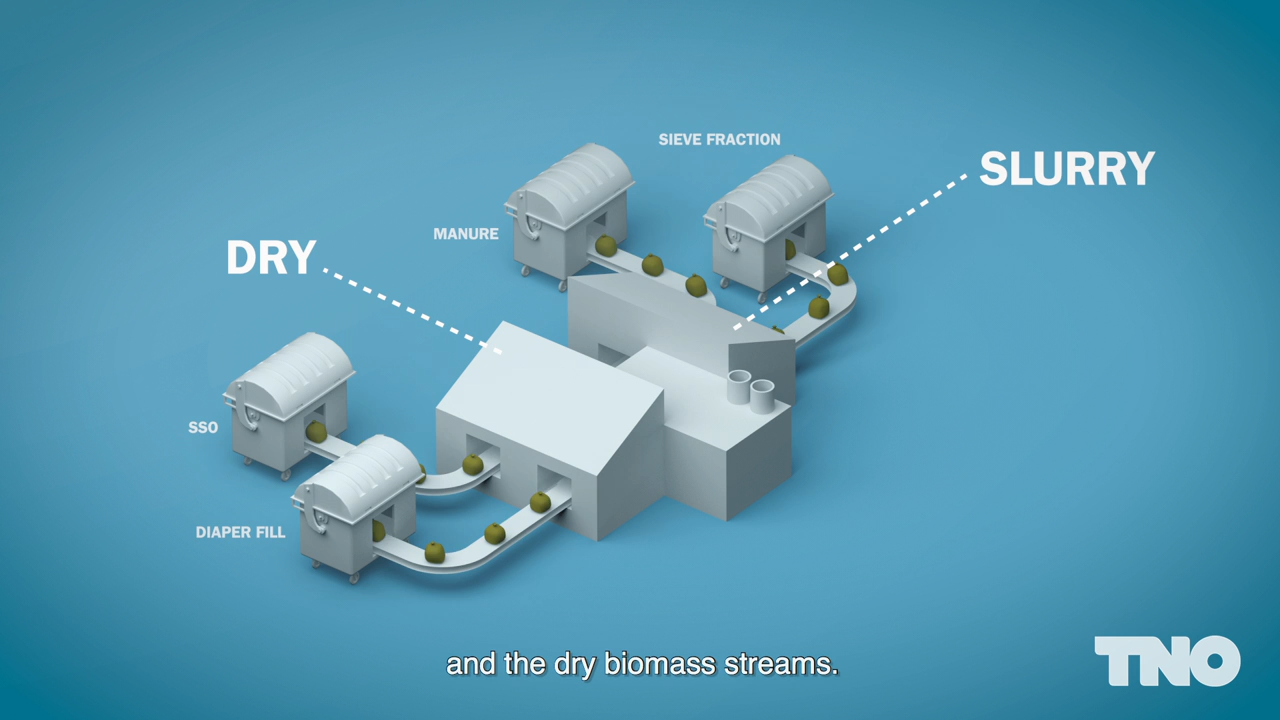 SIEVE FRACTION
SLURRY
MANURE
DRY
SSO
DIAPER FILL
and the dry biomass streams.
TNO